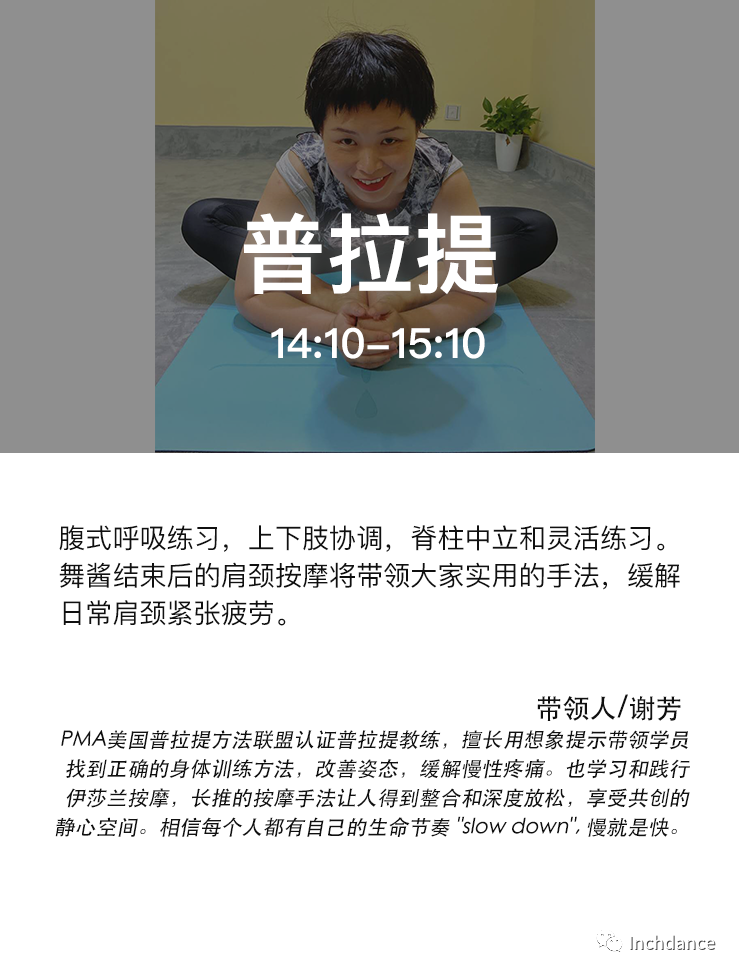 普拉提
14:10–15:10
腹式呼吸练习，上下肢协调，脊柱中立和灵活练习。
舞酱结束后的肩颈按摩将带领大家实用的手法，缓解
日常肩颈紧张疲劳。
带领人/谢芳
PMA美国普拉提方法联盟认证普拉提教练，擅长用想象提示带领学员
找到正确的身体训练方法，改善姿态，缓解慢性疼痛。也学习和践行
伊莎兰按摩，长推的按摩手法让人得到整合和深度放松，享受共创的
静心空间。相信每个人都有自己的生命节奏 "slow down", 慢就是快。
Inchdance